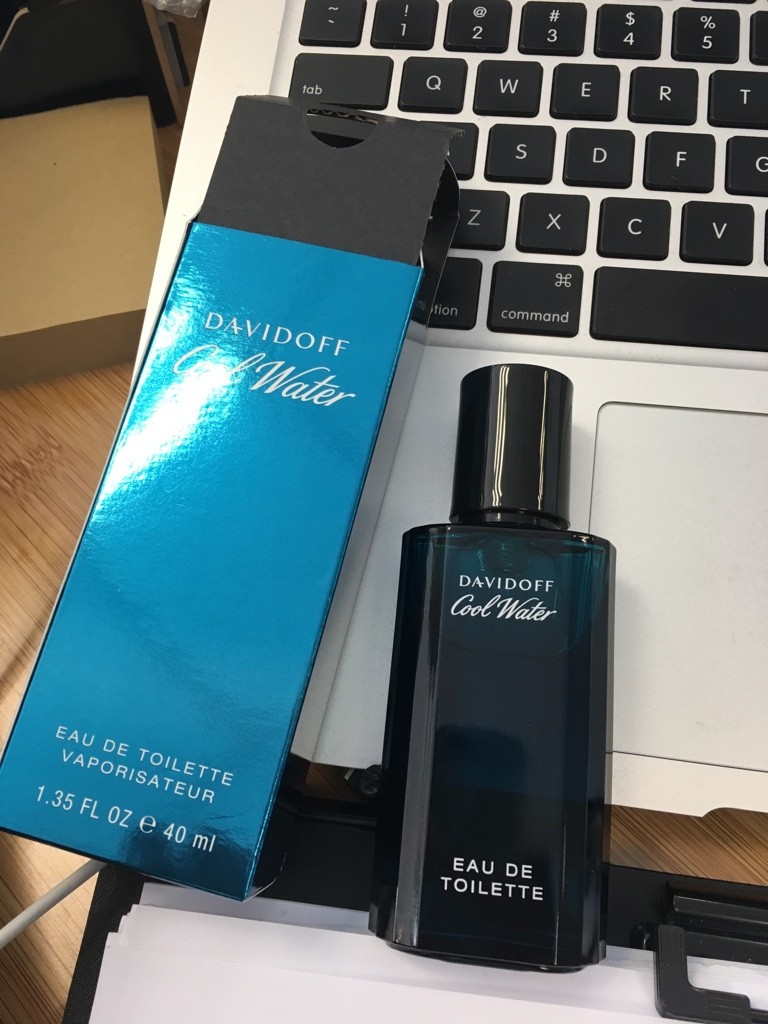 ~
`
!
1
@
2
#
3
$
4
%
5
tab
Q
W
E
R
T
S
D
F
G
Z
X
C
V
⌘
command
DAVIDOFF
Cool Water
EAU DE TOILETTE
VAPORISATEUR
1.35 FL OZ e 40 ml
DAVIDOFF
Cool Water
EAU DE
TOILETTE